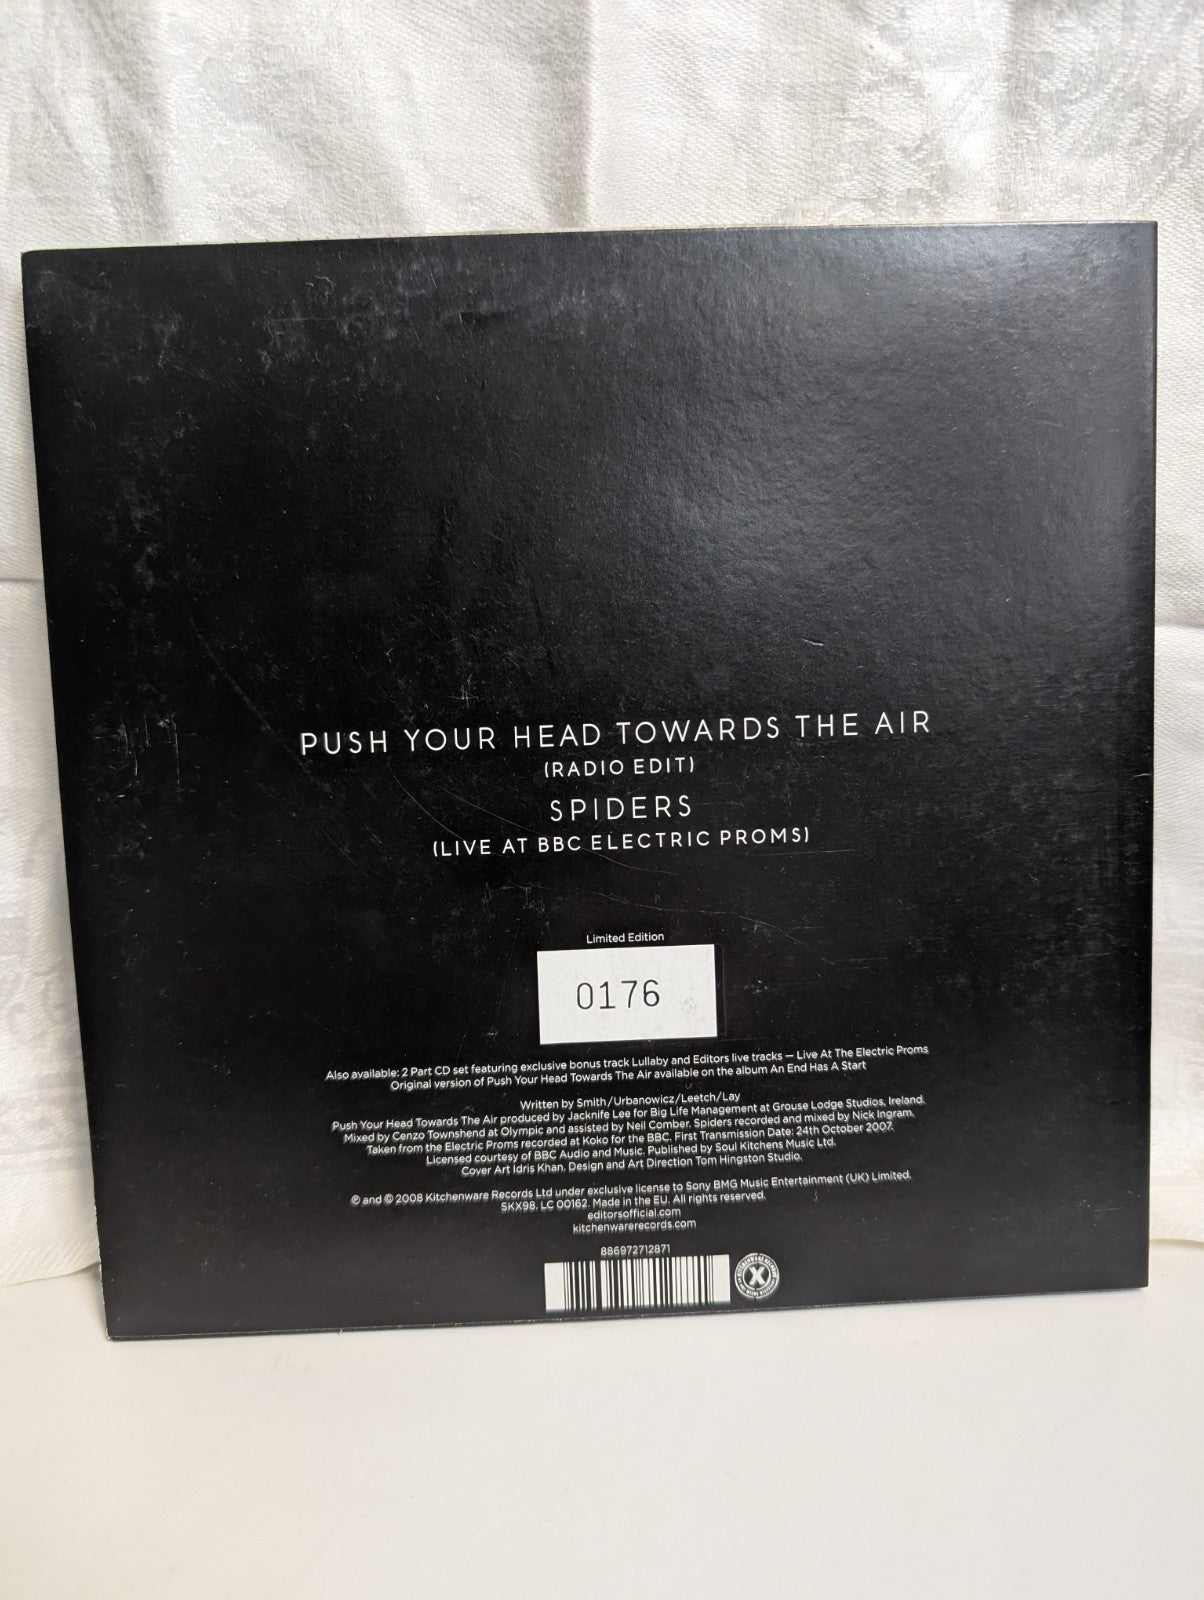 PUSH YOUR HEAD TOWARDS THE AIR
(RADIO EDIT)
SPIDERS
(LIVE AT BBC ELECTRIC PROMS)
Limited Edition
0176
Also available: 2 Part CD set featuring exclusive bonus track Lullaby and Editors live tracks – Live At The Electric Proms
Original version of Push Your Head Towards The Air available on the album An End Has A Start
Written by Smith/Urbanowicz/Leetch/Lay
Push Your Head Towards The Air produced by Jacknife Lee for Big Life Management at Grouse Lodge Studios, Ireland.
Mixed by Cenzo Townshend at Olympic and assisted by Neil Comber. Spiders recorded and mixed by Nick Ingram.
Taken from the Electric Proms recorded at Koko for the BBC. First Transmission Date: 24th October 2007.
Licensed courtesy of BBC Audio and Music. Published by Soul Kitchens Music Ltd.
Cover Art Idris Khan. Design and Art Direction Tom Hingston Studio.
℗ and © 2008 Kitchenware Records Ltd under exclusive license to Sony BMG Music Entertainment (UK) Limited.
SKX98. LC 00162. Made in the EU. All rights reserved.
editorsofficial.com
kitchenwarerecords.com
886972712871
X